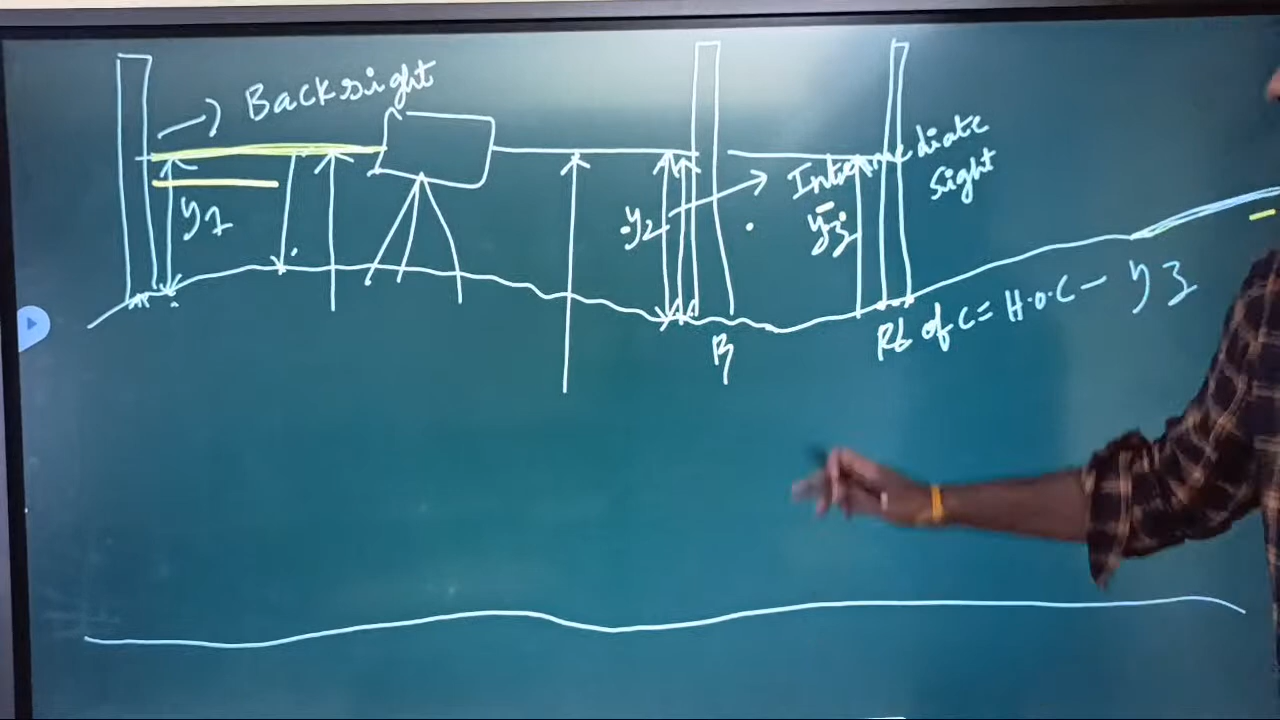 Backsight
y1
y2
Intermediate
Sight
y3
B
RL of C = H.O.C - y3